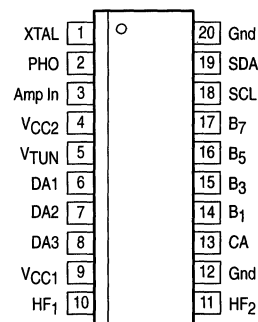 XTAL 1 20 Gnd
PHO 2 19 SDA
Amp In 3 18 SCL
VCC2 4 17 B7
VTUN 5 16 B5
DA1 6 15 B3
DA2 7 14 B1
DA3 8 13 CA
VCC1 9 12 Gnd
HF1 10 11 HF2